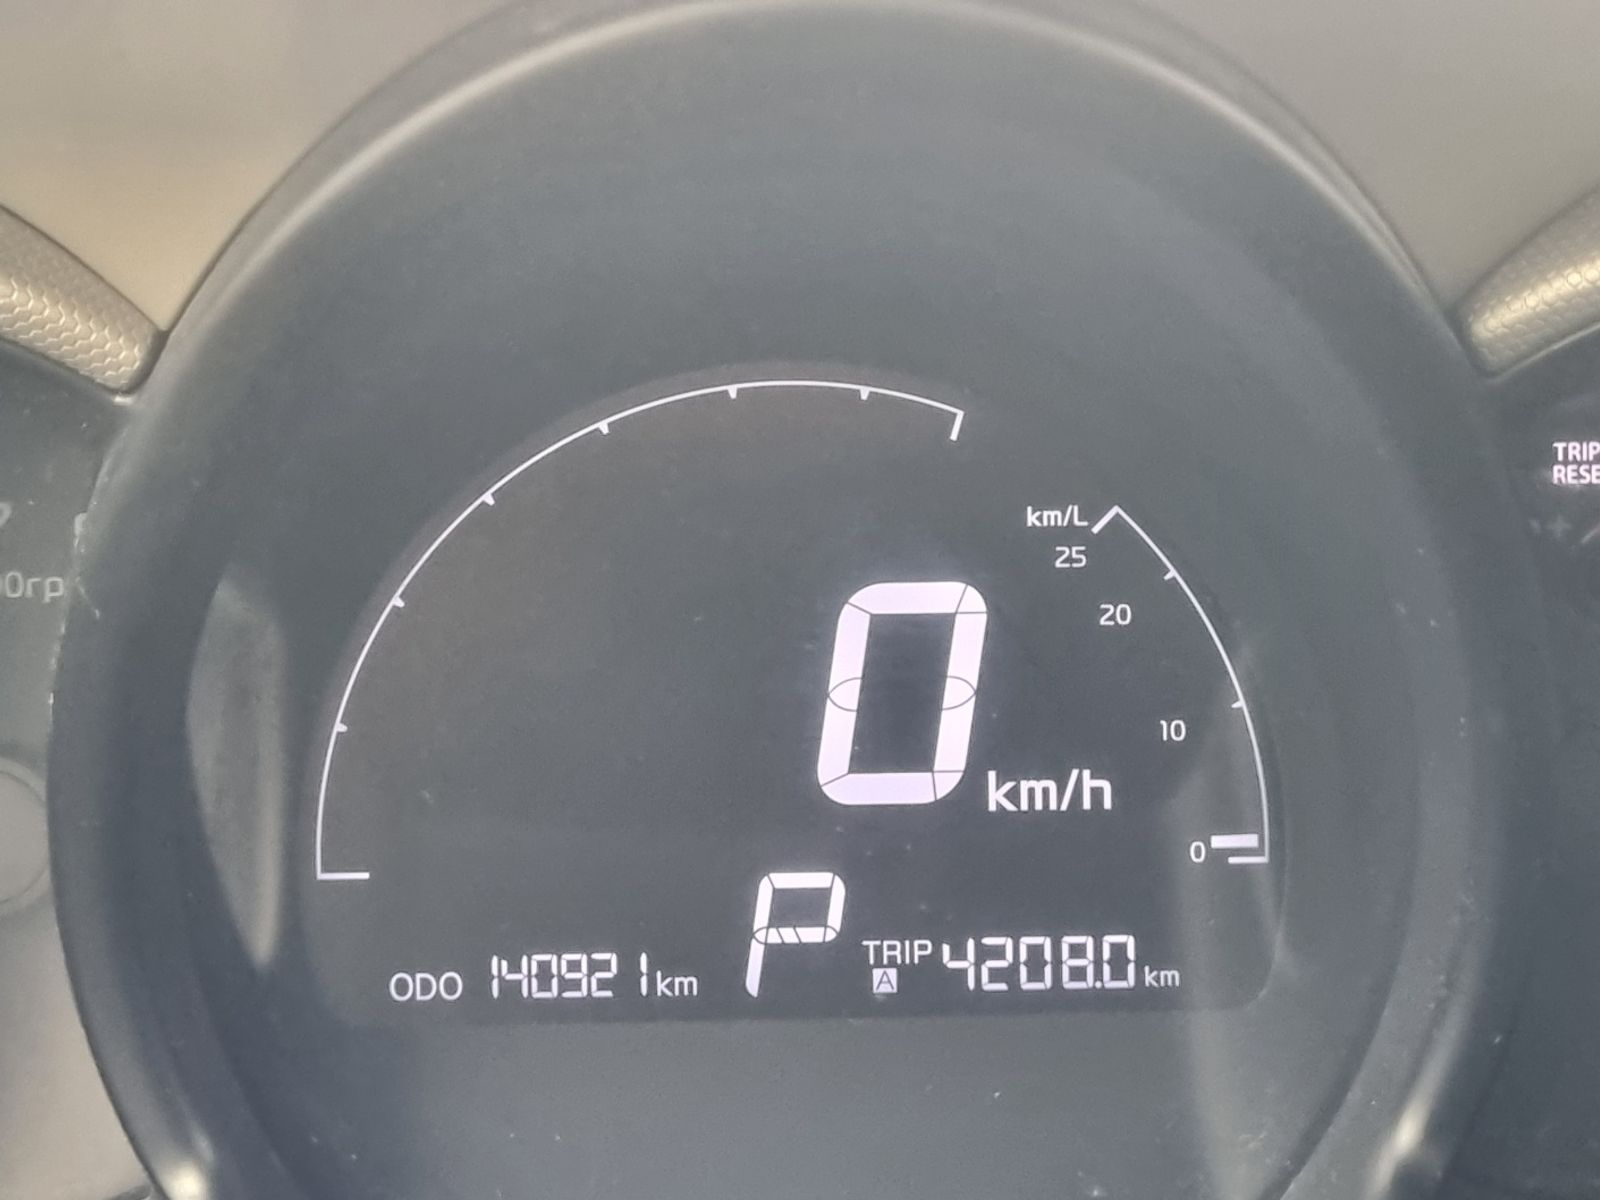 km/L
25
20
10
0
0 km/h
P
ODO 140921 km
TRIP A 4208.0 km
TRIP
RESE
0rp